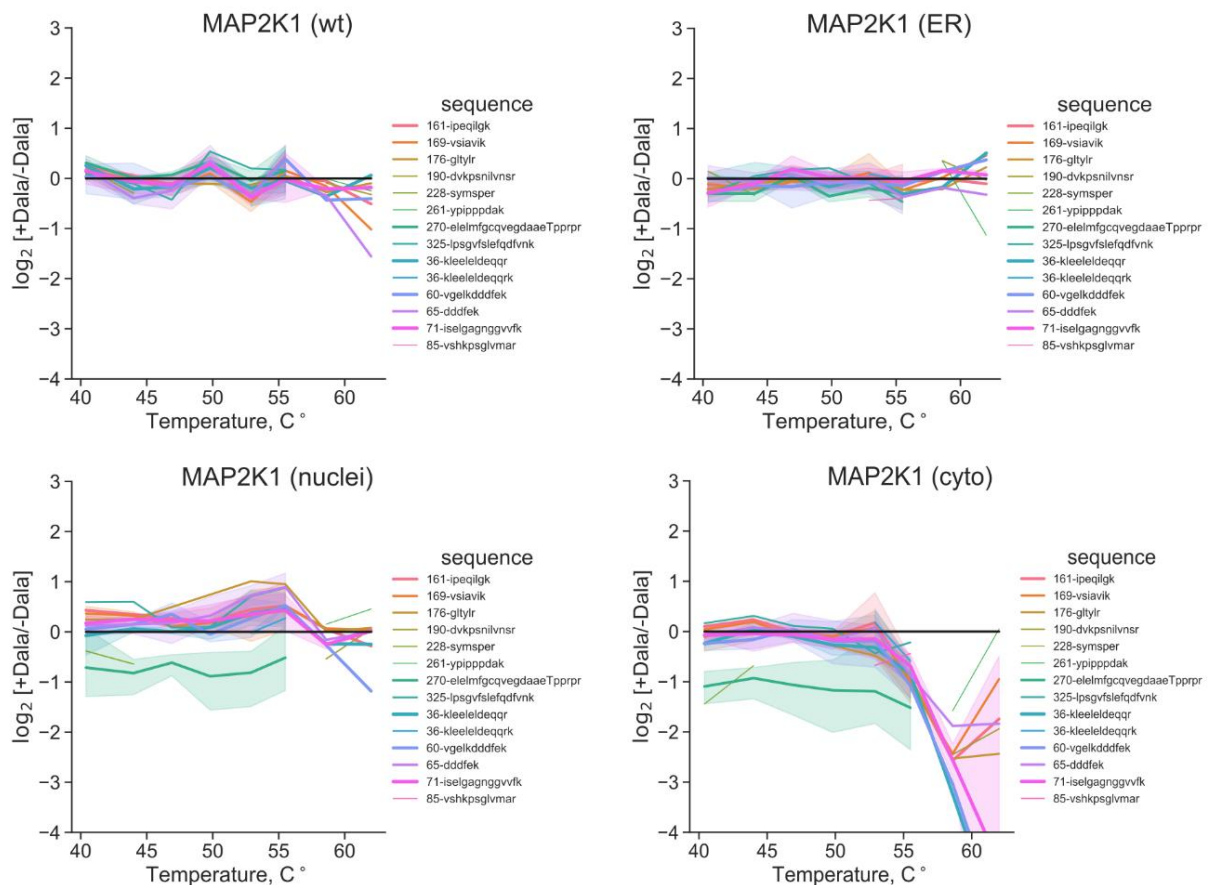 MAP2K1 (wt)
3
2
1
0
−1
−2
−3
−4
log₂ [+Dala/-Dala]
40 45 50 55 60
Temperature, C°
sequence
161-ipeqilgk
169-vsiavik
176-gltylr
190-dvkpsnilvnsr
228-symsper
261-ypipppdak
270-elelmfgcqvegdaaeTpprpr
325-lpsgvfslefqdfvnk
36-kleeleldeqqr
36-kleeleldeqqrk
60-vgelkdddfek
65-dddfek
71-iselgagnggvvfk
85-vshkpsglvmar
MAP2K1 (ER)
3
2
1
0
−1
−2
−3
−4
log₂ [+Dala/-Dala]
40 45 50 55 60
Temperature, C°
sequence
161-ipeqilgk
169-vsiavik
176-gltylr
190-dvkpsnilvnsr
228-symsper
261-ypipppdak
270-elelmfgcqvegdaaeTpprpr
325-lpsgvfslefqdfvnk
36-kleeleldeqqr
36-kleeleldeqqrk
60-vgelkdddfek
65-dddfek
71-iselgagnggvvfk
85-vshkpsglvmar
MAP2K1 (nuclei)
3
2
1
0
−1
−2
−3
−4
log₂ [+Dala/-Dala]
40 45 50 55 60
Temperature, C°
sequence
161-ipeqilgk
169-vsiavik
176-gltylr
190-dvkpsnilvnsr
228-symsper
261-ypipppdak
270-elelmfgcqvegdaaeTpprpr
325-lpsgvfslefqdfvnk
36-kleeleldeqqr
36-kleeleldeqqrk
60-vgelkdddfek
65-dddfek
71-iselgagnggvvfk
85-vshkpsglvmar
MAP2K1 (cyto)
3
2
1
0
−1
−2
−3
−4
log₂ [+Dala/-Dala]
40 45 50 55 60
Temperature, C°
sequence
161-ipeqilgk
169-vsiavik
176-gltylr
190-dvkpsnilvnsr
228-symsper
261-ypipppdak
270-elelmfgcqvegdaaeTpprpr
325-lpsgvfslefqdfvnk
36-kleeleldeqqr
36-kleeleldeqqrk
60-vgelkdddfek
65-dddfek
71-iselgagnggvvfk
85-vshkpsglvmar